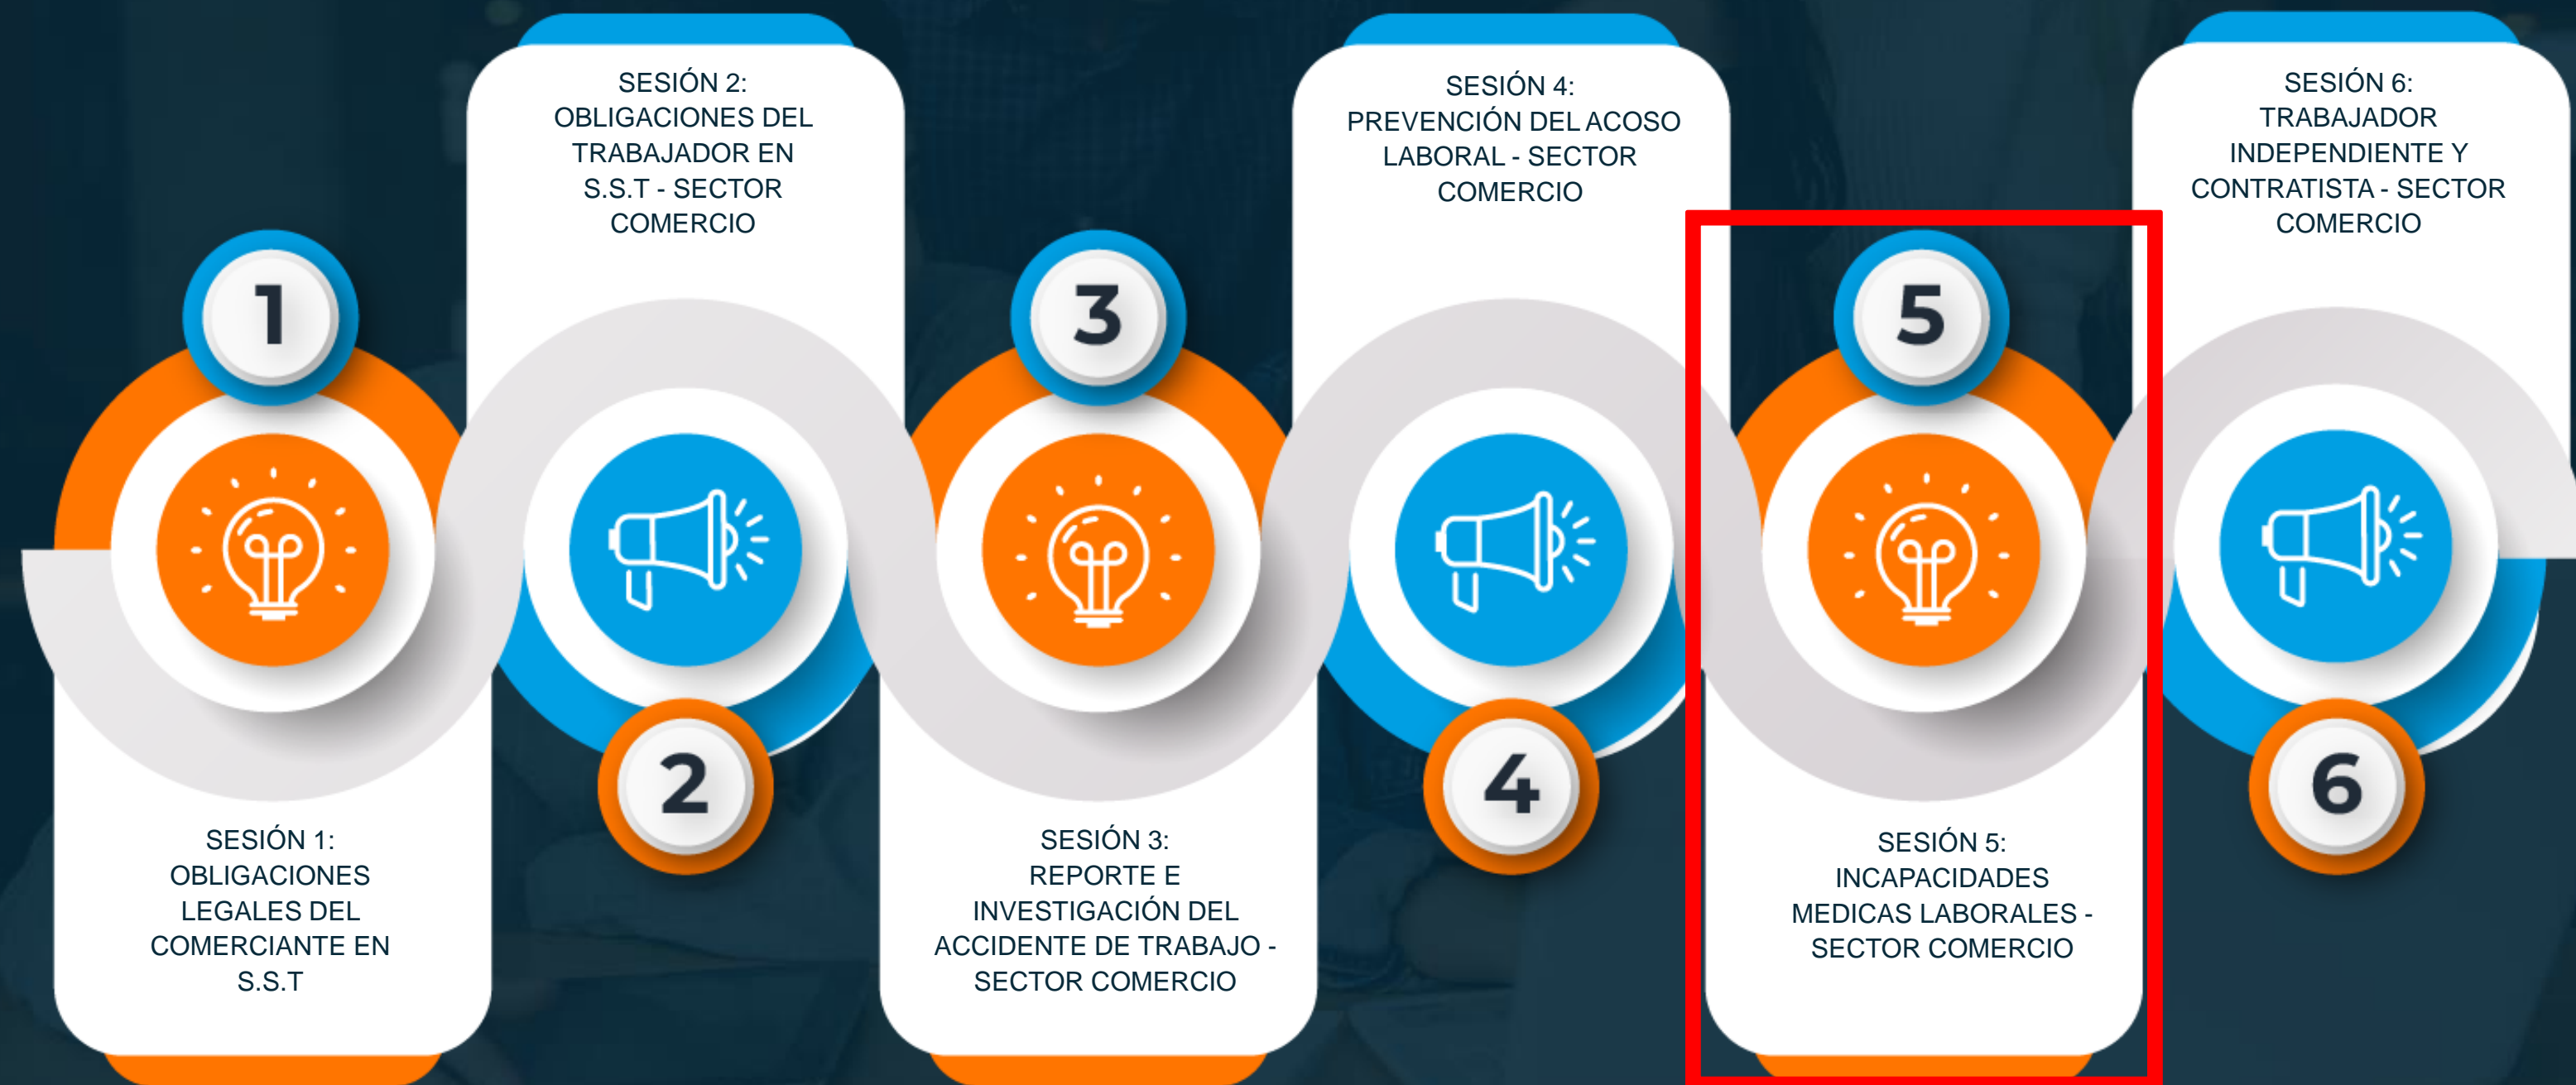 1
SESIÓN 1:
OBLIGACIONES
LEGALES DEL
COMERCIANTE EN
S.S.T
SESIÓN 2:
OBLIGACIONES DEL
TRABAJADOR EN
S.S.T - SECTOR
COMERCIO
2
3
SESIÓN 3:
REPORTE E
INVESTIGACIÓN DEL
ACCIDENTE DE TRABAJO -
SECTOR COMERCIO
SESIÓN 4:
PREVENCIÓN DEL ACOSO
LABORAL - SECTOR
COMERCIO
4
5
SESIÓN 5:
INCAPACIDADES
MEDICAS LABORALES -
SECTOR COMERCIO
SESIÓN 6:
TRABAJADOR
INDEPENDIENTE Y
CONTRATISTA - SECTOR
COMERCIO
6